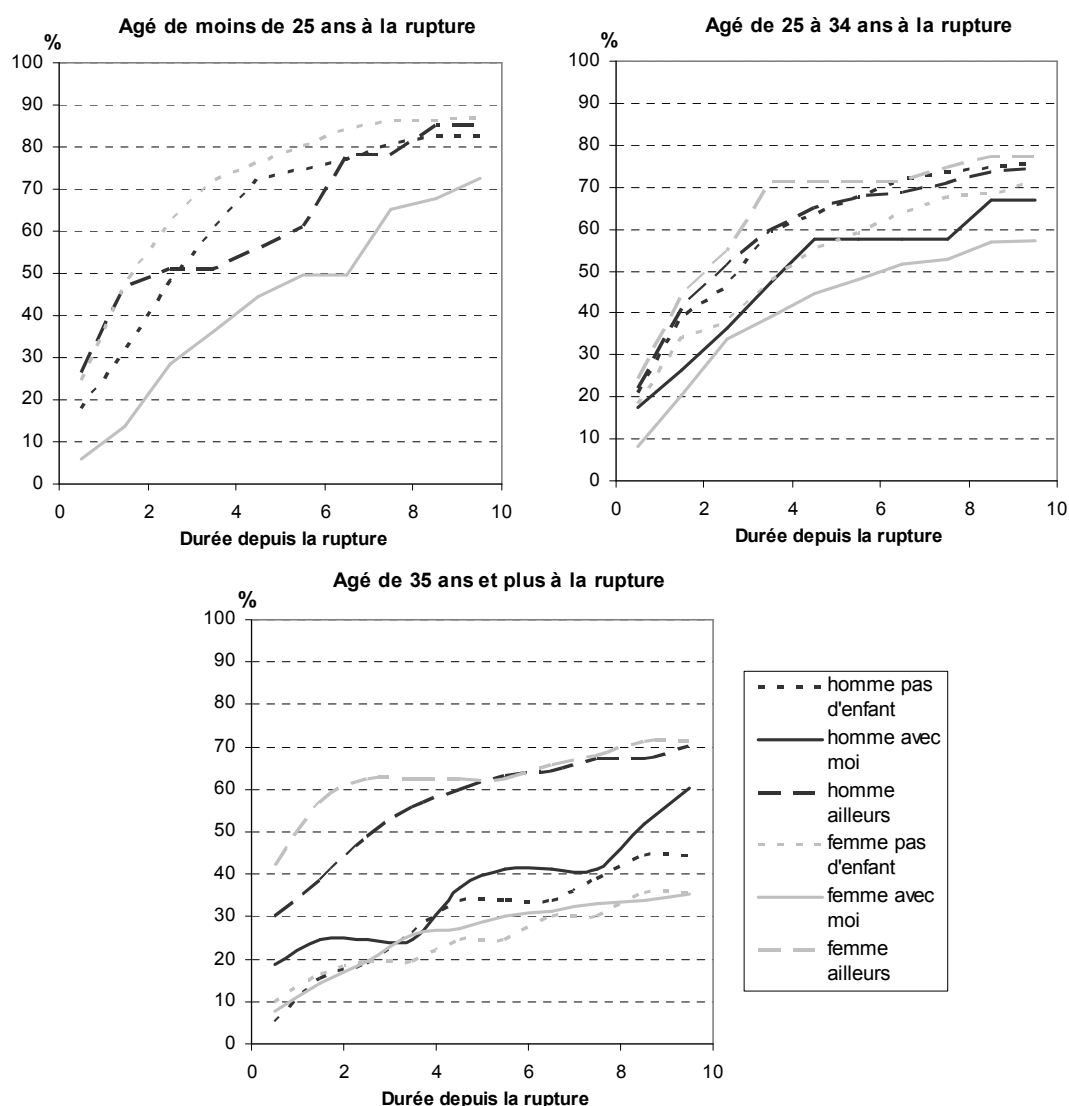 Agé de moins de 25 ans à la rupture
%
100
90
80
70
60
50
40
30
20
10
0
0 2 4 6 8 10
Durée depuis la rupture
Agé de 25 à 34 ans à la rupture
%
100
90
80
70
60
50
40
30
20
10
0
0 2 4 6 8 10
Durée depuis la rupture
Agé de 35 ans et plus à la rupture
%
100
90
80
70
60
50
40
30
20
10
0
0 2 4 6 8 10
Durée depuis la rupture
homme pas
d'enfant
homme avec
moi
homme
ailleurs
femme pas
d'enfant
femme avec
moi
femme
ailleurs